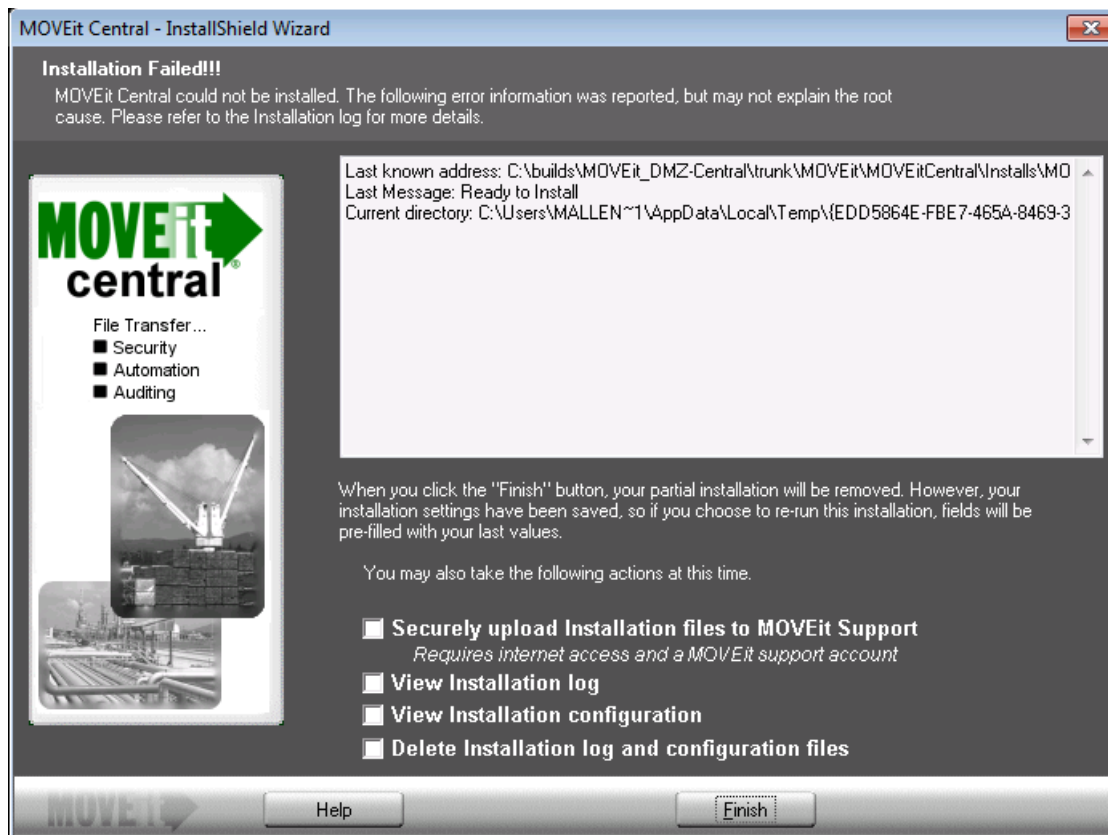 MOVEit Central - InstallShield Wizard
Installation Failed!!!
MOVEit Central could not be installed. The following error information was reported, but may not explain the root
cause. Please refer to the Installation log for more details.
MOVEit
central®
File Transfer...
Security
Automation
Auditing
Last known address: C:\builds\MOVEit_DMZ-Central\trunk\MOVEit\MOVEitCentral\Installs\MO
Last Message: Ready to Install
Current directory: C:\Users\MALLEN~1\AppData\Local\Temp\{EDD5864E-FBE7-465A-8469-3
When you click the "Finish" button, your partial installation will be removed. However, your
installation settings have been saved, so if you choose to re-run this installation, fields will be
pre-filled with your last values.
You may also take the following actions at this time.
Securely upload Installation files to MOVEit Support
Requires internet access and a MOVEit support account
View Installation log
View Installation configuration
Delete Installation log and configuration files
MOVEit
Help
Finish